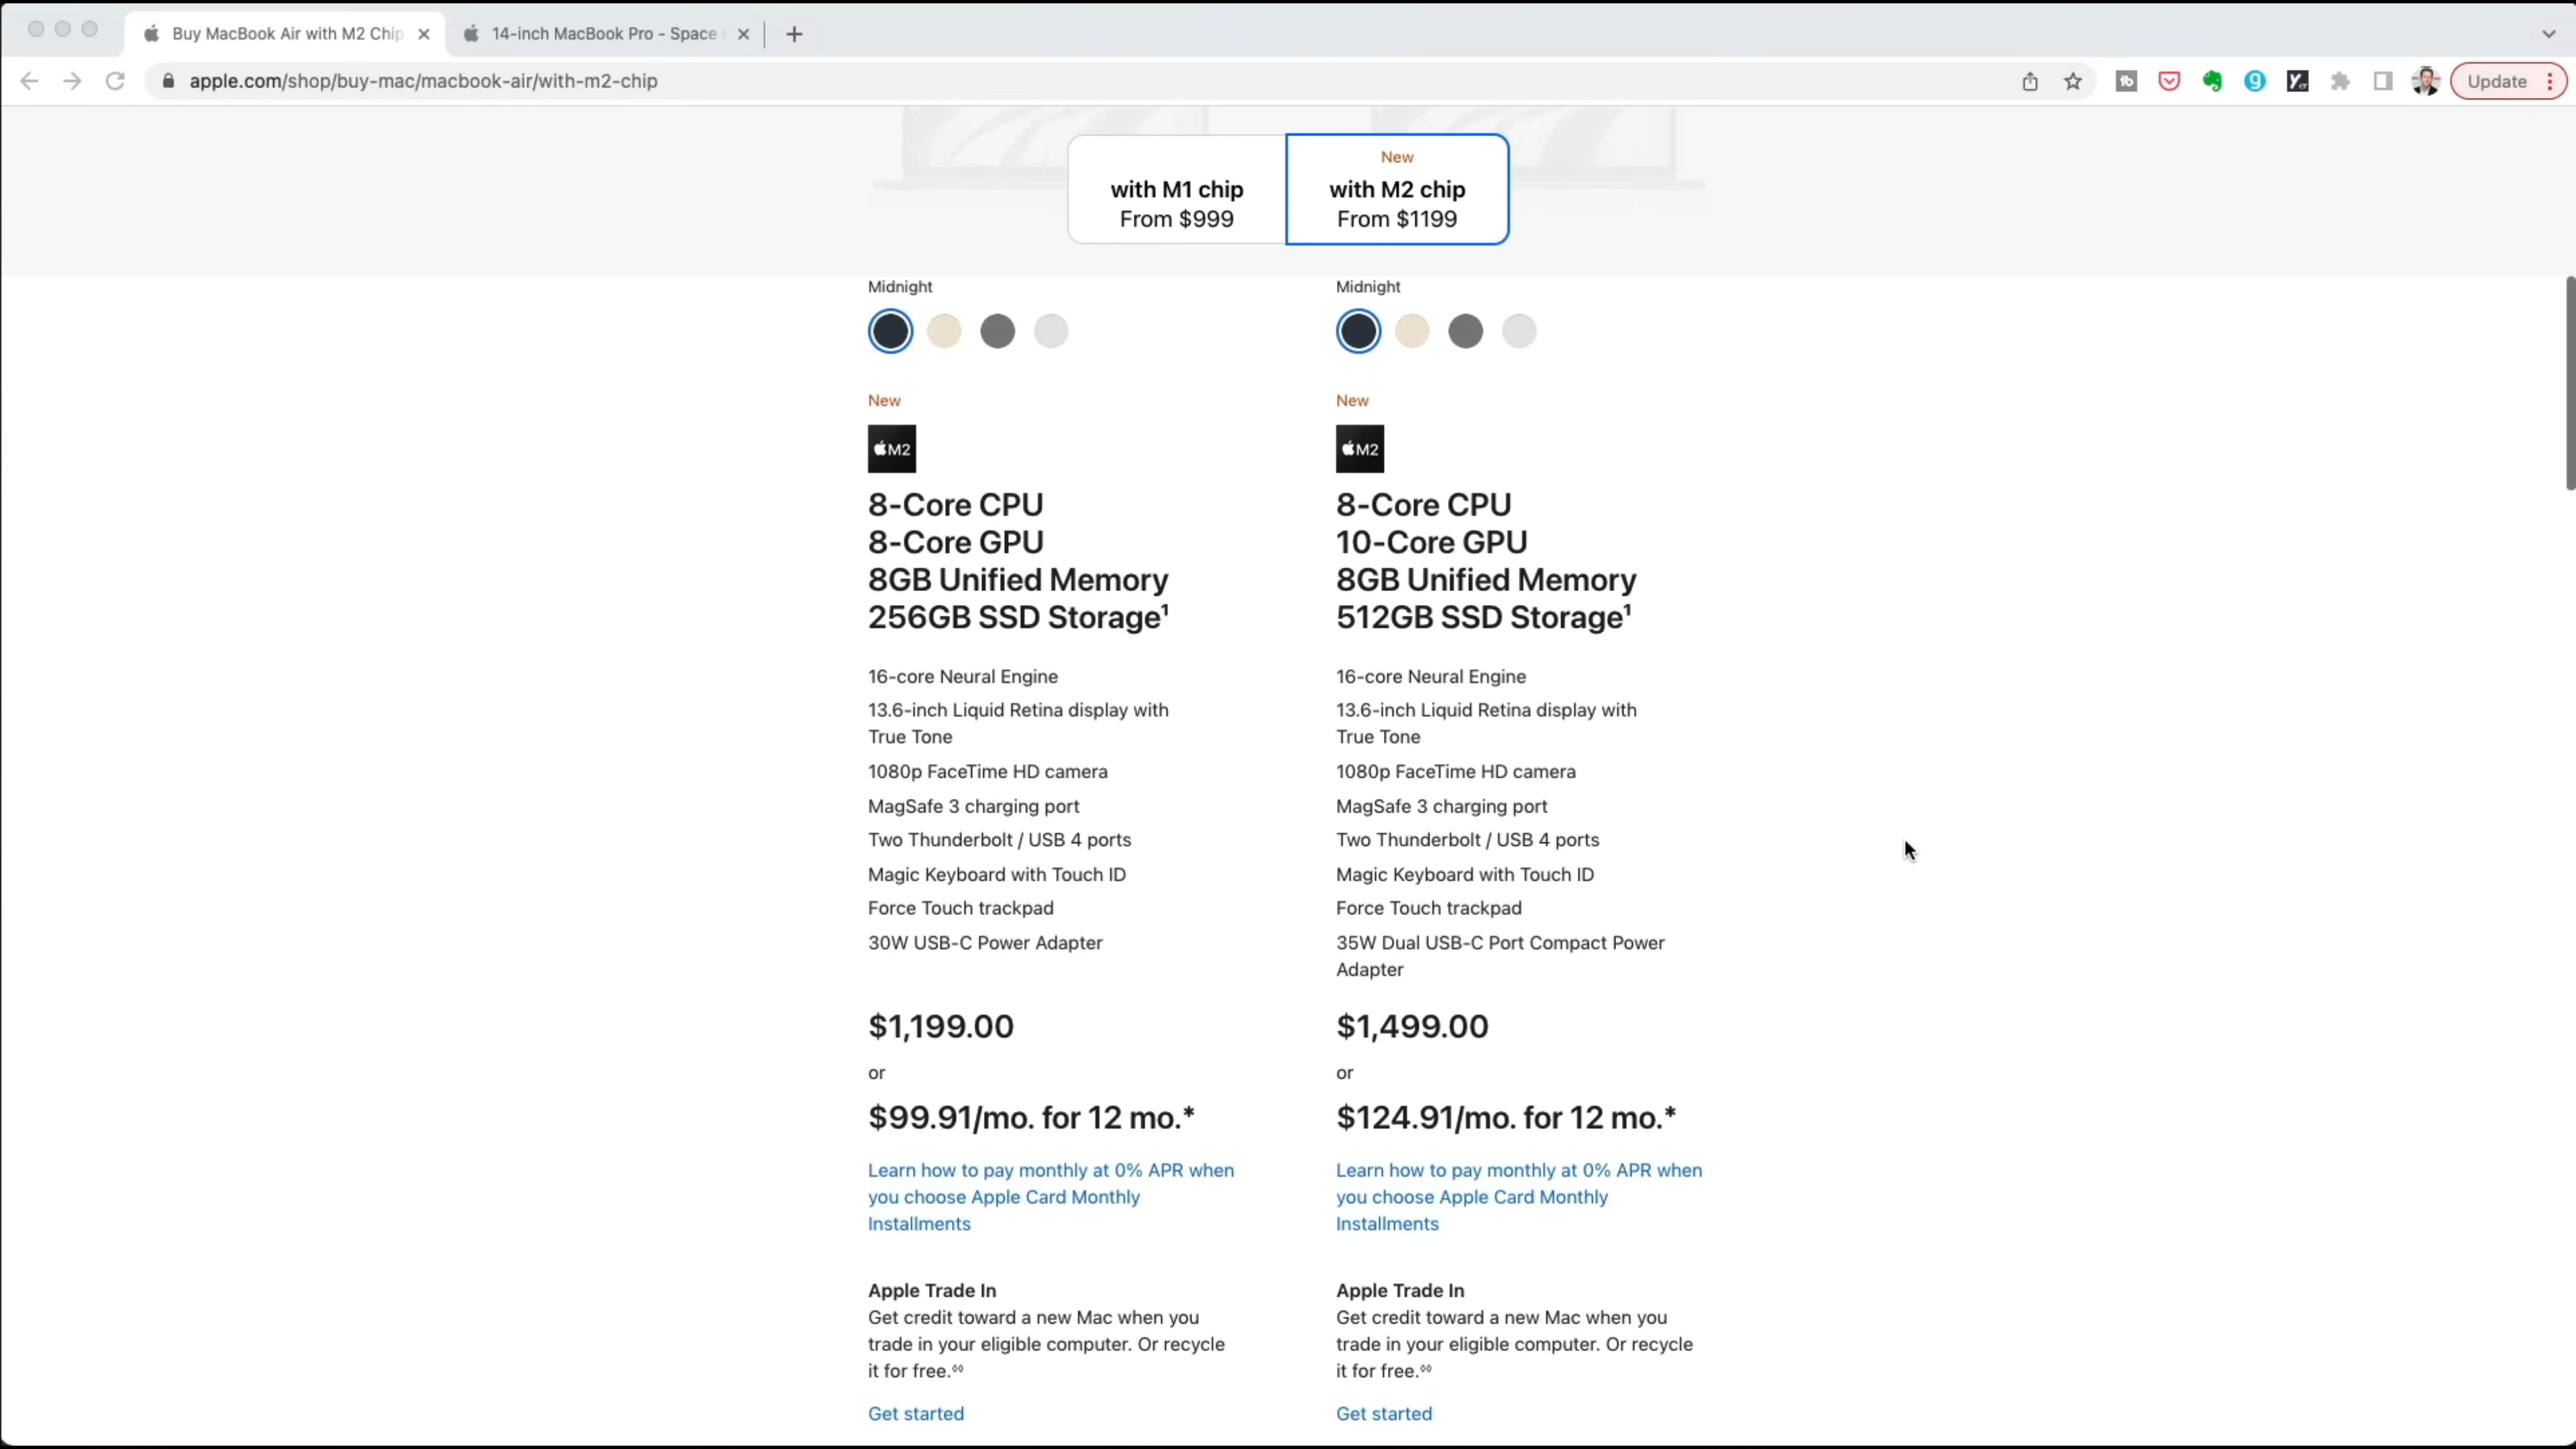 Buy MacBook Air with M2 Chip
14-inch MacBook Pro - Space
apple.com/shop/buy-mac/macbook-air/with-m2-chip
Update
with M1 chip
From $999
New
with M2 chip
From $1199
Midnight
New
M2
8-Core CPU
8-Core GPU
8GB Unified Memory
256GB SSD Storage¹
16-core Neural Engine
13.6-inch Liquid Retina display with
True Tone
1080p FaceTime HD camera
MagSafe 3 charging port
Two Thunderbolt / USB 4 ports
Magic Keyboard with Touch ID
Force Touch trackpad
30W USB-C Power Adapter
$1,199.00
or
$99.91/mo. for 12 mo.*
Learn how to pay monthly at 0% APR when
you choose Apple Card Monthly
Installments
Apple Trade In
Get credit toward a new Mac when you
trade in your eligible computer. Or recycle
it for free.◊◊
Get started
Midnight
New
M2
8-Core CPU
10-Core GPU
8GB Unified Memory
512GB SSD Storage¹
16-core Neural Engine
13.6-inch Liquid Retina display with
True Tone
1080p FaceTime HD camera
MagSafe 3 charging port
Two Thunderbolt / USB 4 ports
Magic Keyboard with Touch ID
Force Touch trackpad
35W Dual USB-C Port Compact Power
Adapter
$1,499.00
or
$124.91/mo. for 12 mo.*
Learn how to pay monthly at 0% APR when
you choose Apple Card Monthly
Installments
Apple Trade In
Get credit toward a new Mac when you
trade in your eligible computer. Or recycle
it for free.◊◊
Get started